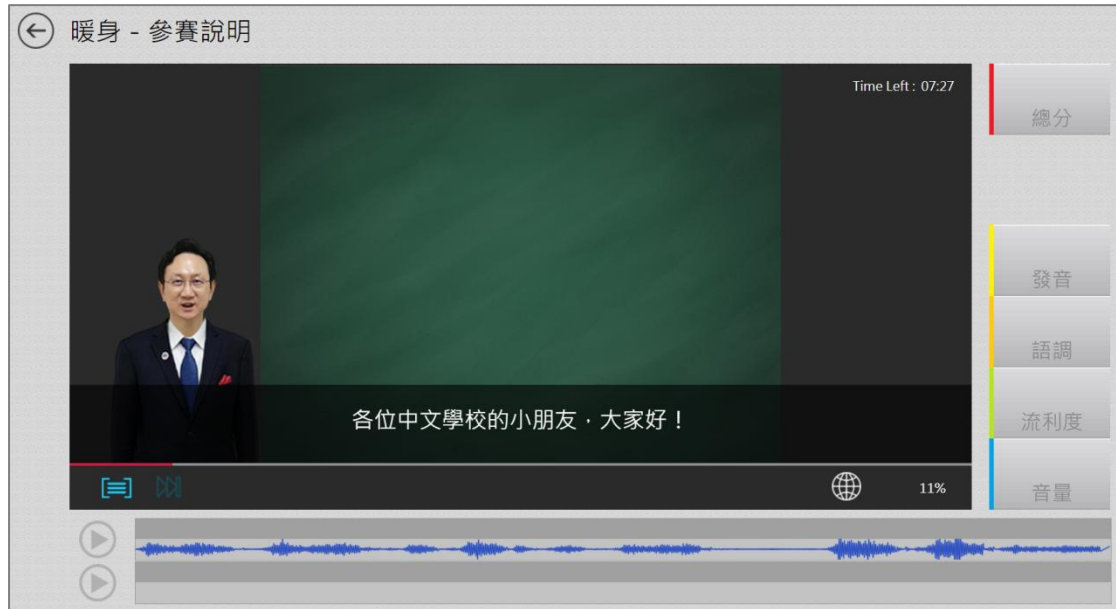 暖身 - 參賽說明
Time Left : 07:27
總分
發音
語調
各位中文學校的小朋友，大家好！
流利度
11%
音量